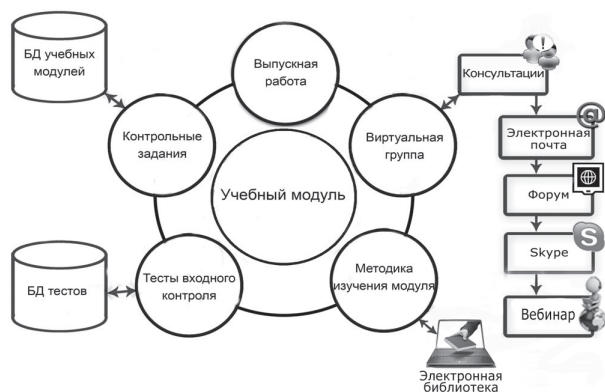 БД учебных
модулей
Выпускная
работа
Консультации
Контрольные
задания
Виртуальная
группа
Электронная
почта
Учебный модуль
Форум
Тесты входного
контроля
Методика
изучения модуля
Skype
БД тестов
Вебинар
Электронная
библиотека